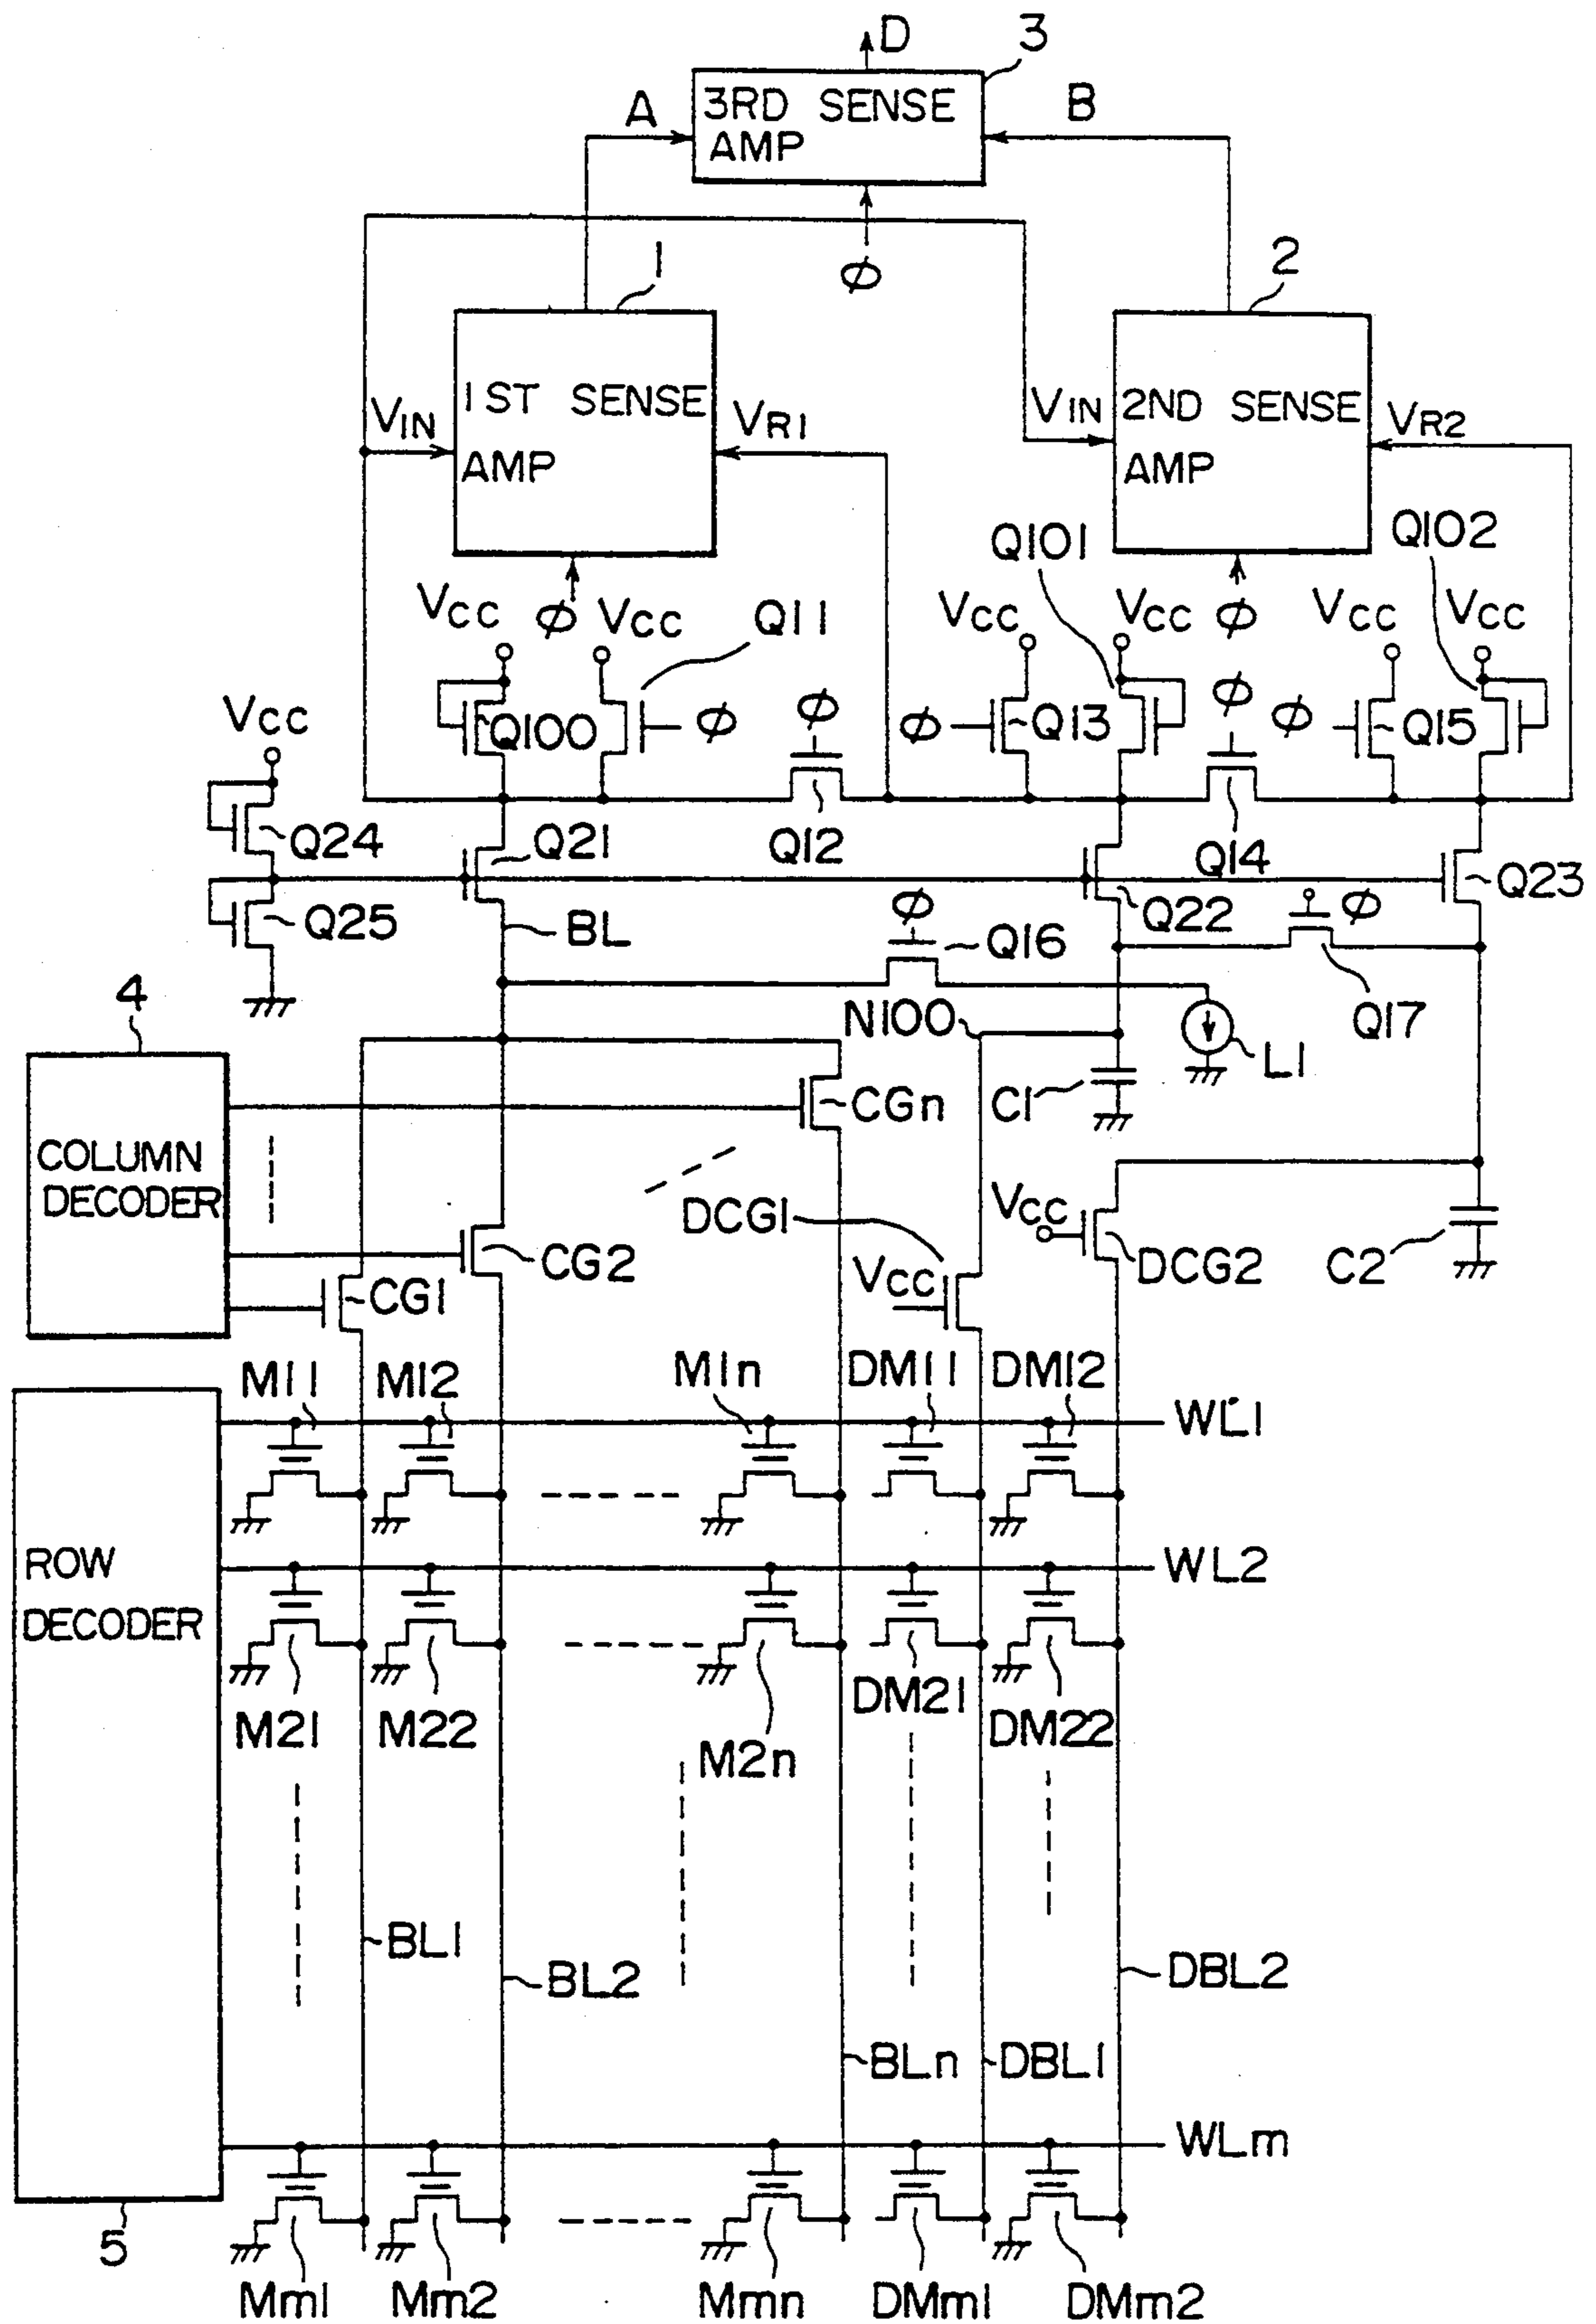 D
3
A
3RD SENSE
AMP
B
φ
1
2
1ST SENSE
AMP
VIN
VR1
VIN
2ND SENSE
AMP
VR2
φ
φ
Q101
Q102
Vcc
Vcc
Q11
Vcc
Vcc
Vcc
Vcc
Vcc
Q100
φ
φ
φ
Q13
φ
φ
Q15
Q24
Q21
Q12
Q14
Q23
Q25
BL
φ
Q16
Q22
φ
Q17
4
N100
L1
C1
COLUMN
DECODER
CGn
DCG1
Vcc
DCG2
C2
CG2
Vcc
CG1
M11
M12
M1n
DM11
DM12
WL1
ROW
DECODER
WL2
M21
M22
M2n
DM21
DM22
BL1
BL2
DBL2
BLn
DBL1
WLm
5
Mm1
Mm2
Mmn
DMm1
DMm2